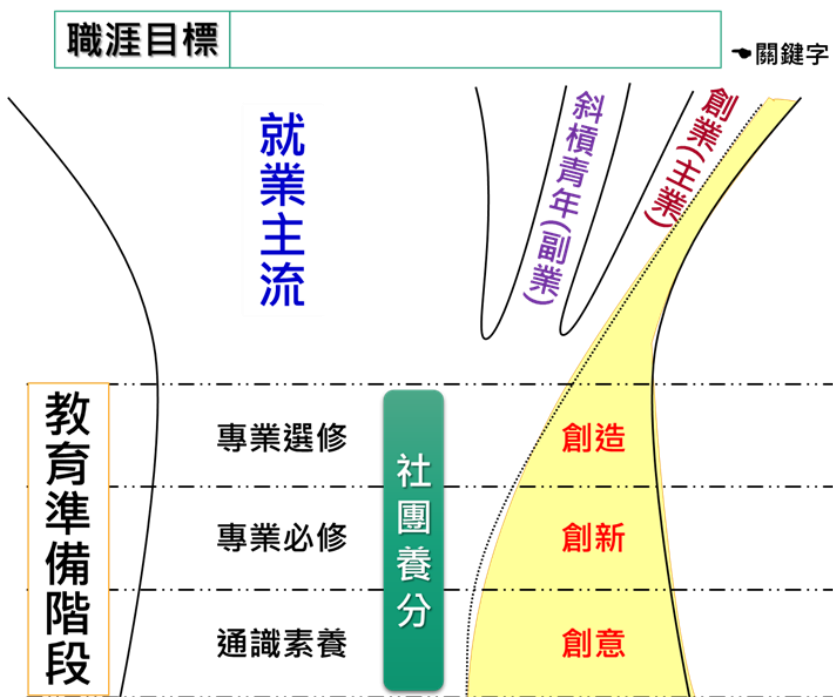 職涯目標
☚關鍵字
就業主流
斜槓青年(副業)
創業(主業)
教育準備階段
社團養分
專業選修
創造
專業必修
創新
通識素養
創意